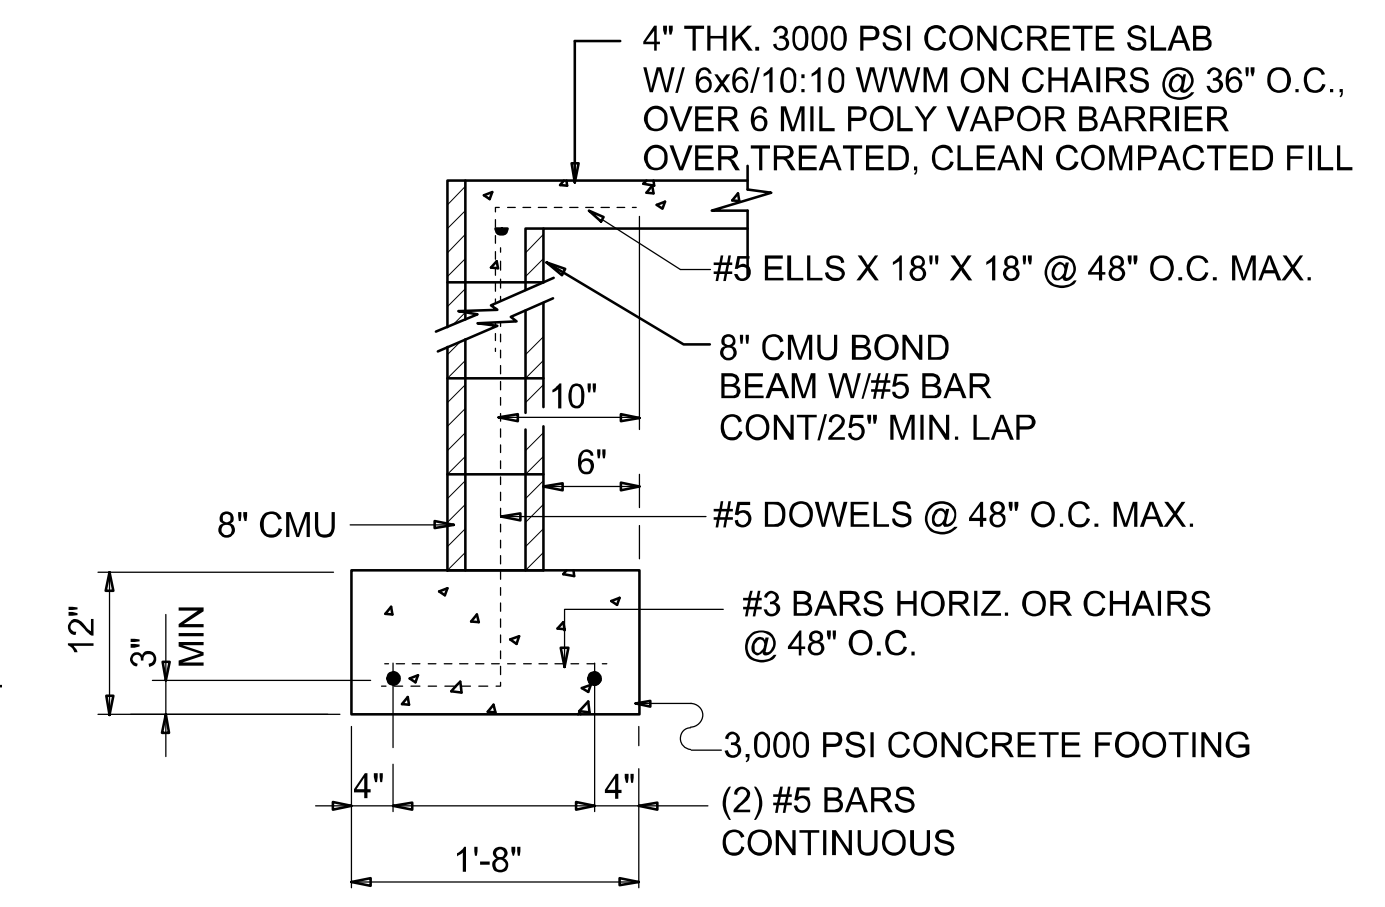 4" THK. 3000 PSI CONCRETE SLAB
W/ 6x6/10:10 WWM ON CHAIRS @ 36" O.C.,
OVER 6 MIL POLY VAPOR BARRIER
OVER TREATED, CLEAN COMPACTED FILL
#5 ELLS X 18" X 18" @ 48" O.C. MAX.
8" CMU BOND
BEAM W/#5 BAR
CONT/25" MIN. LAP
10"
6"
8" CMU
#5 DOWELS @ 48" O.C. MAX.
12"
3"
MIN
#3 BARS HORIZ. OR CHAIRS
@ 48" O.C.
3,000 PSI CONCRETE FOOTING
4"
4"
(2) #5 BARS
CONTINUOUS
1'-8"